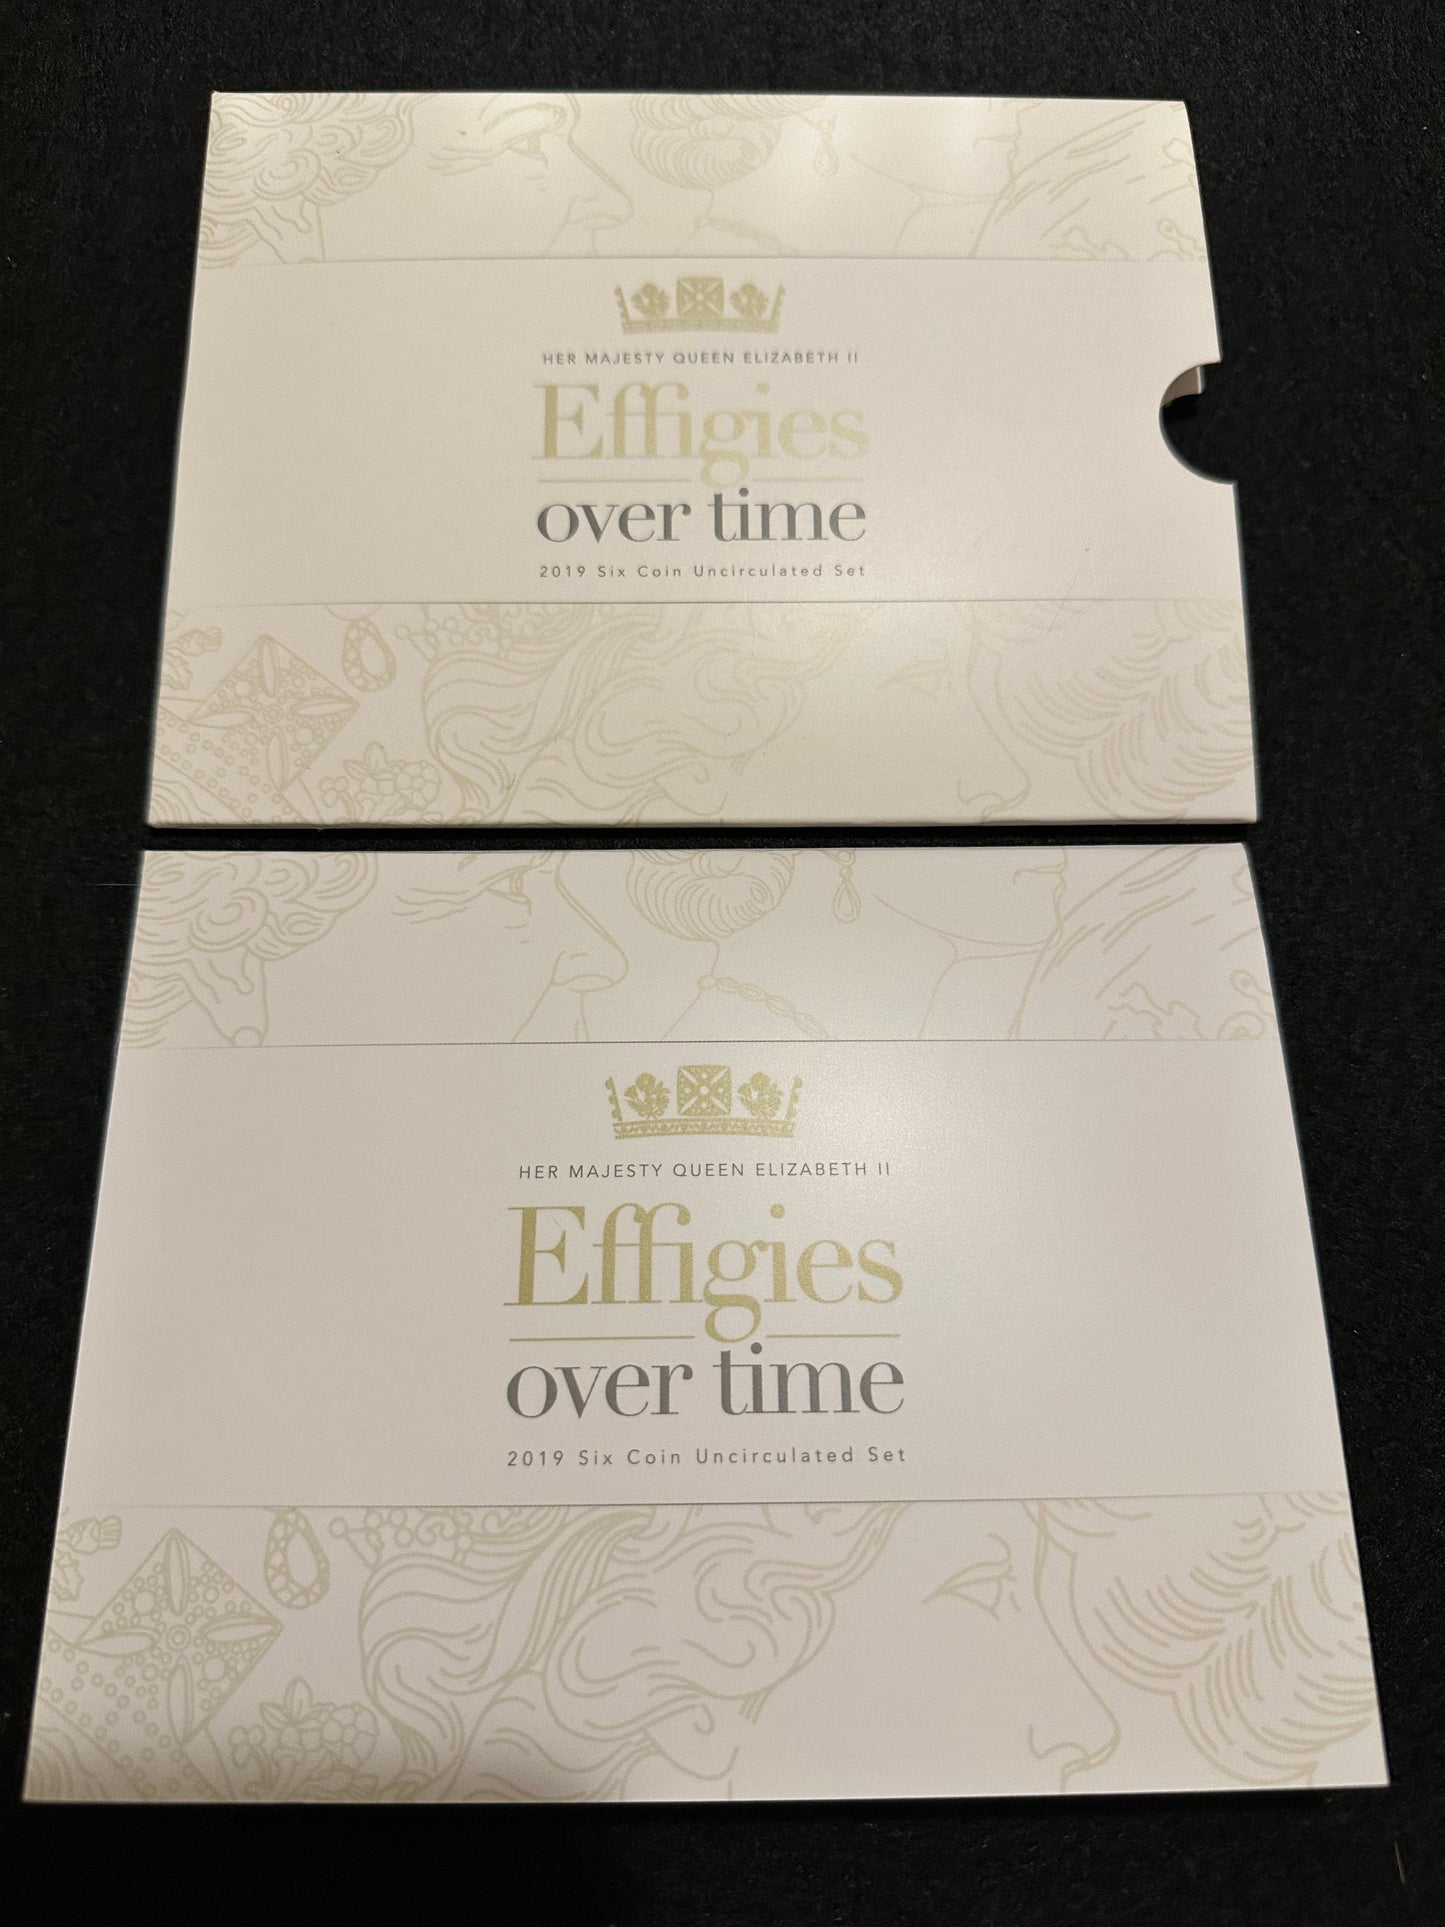 HER MAJESTY QUEEN ELIZABETH II
Effigies
over time
2019 Six Coin Uncirculated Set
HER MAJESTY QUEEN ELIZABETH II
Effigies
over time
2019 Six Coin Uncirculated Set